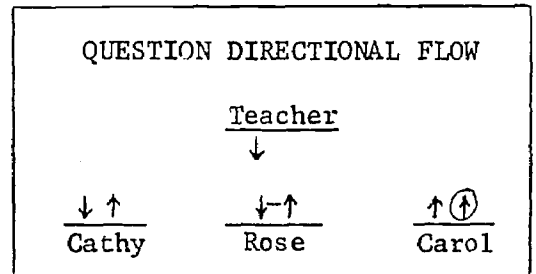 QUESTION DIRECTIONAL FLOW
Teacher
↓
↓ ↑ ↓-↑ ↑ ↑
Cathy Rose Carol